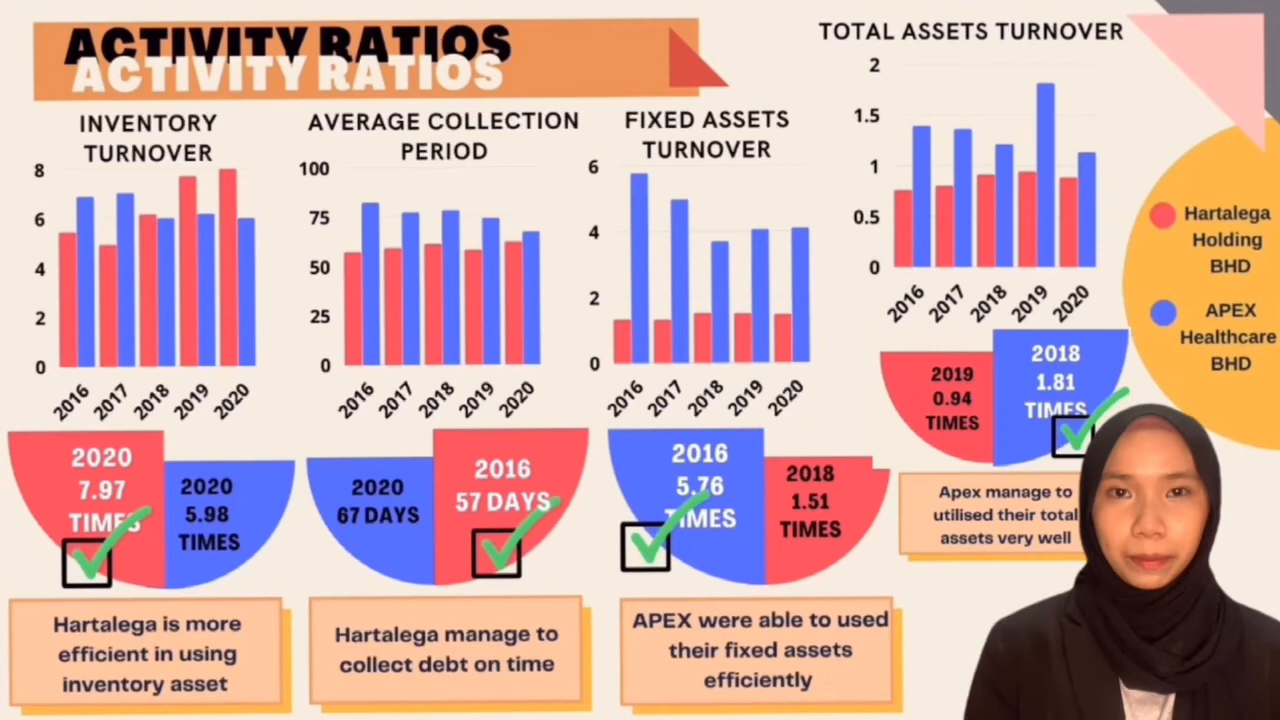 ACTIVITY RATIOS
ACTIVITY RATIOS
INVENTORY
TURNOVER
8
6
4
2
0
2016
2017
2018
2019
2020
2020
7.97
TIMES
2020
5.98
TIMES
Hartalega is more
efficient in using
inventory asset
AVERAGE COLLECTION
PERIOD
100
75
50
25
0
2016
2017
2018
2019
2020
2020
67 DAYS
2016
57 DAYS
Hartalega manage to
collect debt on time
FIXED ASSETS
TURNOVER
6
4
2
0
2016
2017
2018
2019
2020
2016
5.76
TIMES
2018
1.51
TIMES
APEX were able to used
their fixed assets
efficiently
TOTAL ASSETS TURNOVER
2
1.5
1
0.5
0
2016
2017
2018
2019
2020
2019
0.94
TIMES
2018
1.81
TIMES
Apex manage to
utilised their total
assets very well
Hartalega
Holding
BHD
APEX
Healthcare
BHD